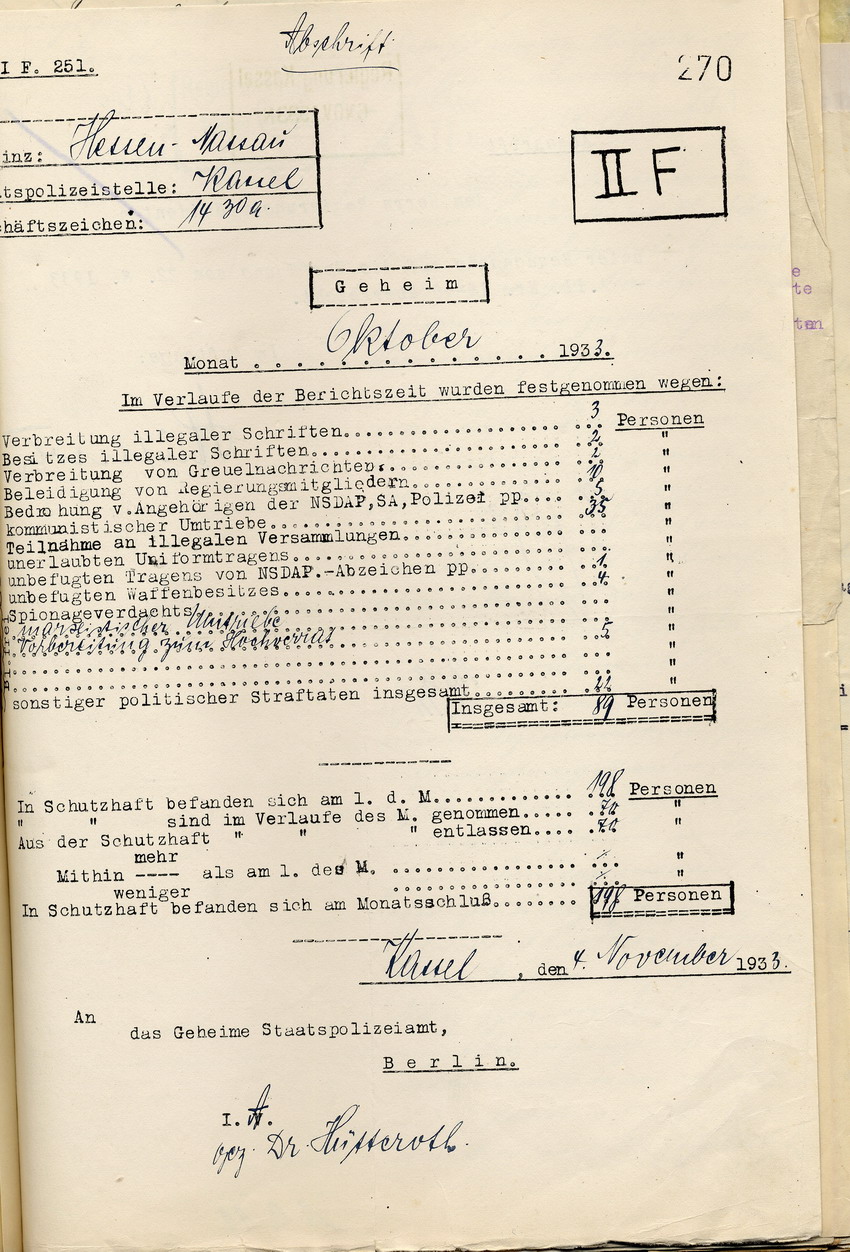 Abschrift
I F. 251.
270
inz: Hessen-Nassau
tspolizeistelle: Kassel
häftszeichen: 14 30a.
II F
Geheim
Monat . . . Oktober . . . 1933.
Im Verlaufe der Berichtszeit wurden festgenommen wegen:
Verbreitung illegaler Schriften........ 3 Personen
Besitzes illegaler Schriften........ 2 "
Verbreitung von Greuelnachrichten........ 2 "
Beleidigung von Regierungsmitgliedern........ 10 "
Bedrohung v.Angehörigen der NSDAP,SA,Polizei pp.... 5 "
kommunistischer Umtriebe........ 35 "
Teilnahme an illegalen Versammlungen........ "
unerlaubten Uniformtragens........ "
unbefugten Tragens von NSDAP.-Abzeichen pp........ 1 "
unbefugten Waffenbesitzes........ 4 "
Spionageverdachts........ "
marxistischer Umtriebe
Vorbereitung zum Hochverrat........ 5 "
........ "
........ "
sonstiger politischer Straftaten insgesamt........ 22 "
Insgesamt: 89 Personen
In Schutzhaft befanden sich am 1. d. M........ 198 Personen
" " sind im Verlaufe des M. genommen..... 70 "
Aus der Schutzhaft " " " entlassen.... 70 "
mehr
Mithin ---- als am 1. des M. ........ "
weniger ........ "
In Schutzhaft befanden sich am Monatsschluß........ 198 Personen
Kassel, den 4. November 1933.
An
das Geheime Staatspolizeiamt,
Berlin.
I. A.
gez. Dr. Hütteroth.